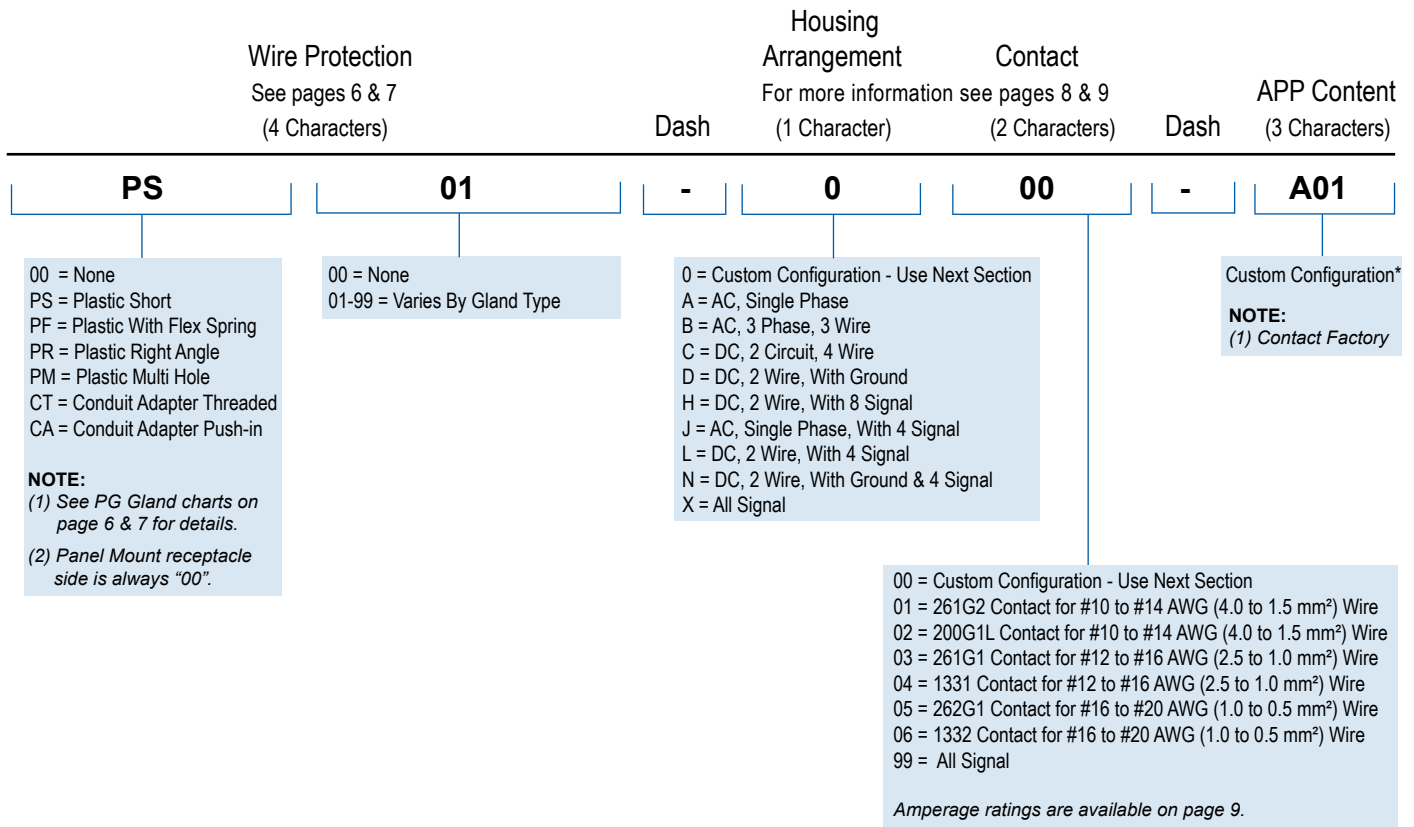 Wire Protection
See pages 6 & 7
(4 Characters)
Dash
Housing
Arrangement
Contact
For more information see pages 8 & 9
(1 Character)
(2 Characters)
Dash
APP Content
(3 Characters)
PS
01
-
0
00
-
A01
00 = None
PS = Plastic Short
PF = Plastic With Flex Spring
PR = Plastic Right Angle
PM = Plastic Multi Hole
CT = Conduit Adapter Threaded
CA = Conduit Adapter Push-in
NOTE:
(1) See PG Gland charts on
page 6 & 7 for details.
(2) Panel Mount receptacle
side is always “00”.
00 = None
01-99 = Varies By Gland Type
0 = Custom Configuration - Use Next Section
A = AC, Single Phase
B = AC, 3 Phase, 3 Wire
C = DC, 2 Circuit, 4 Wire
D = DC, 2 Wire, With Ground
H = DC, 2 Wire, With 8 Signal
J = AC, Single Phase, With 4 Signal
L = DC, 2 Wire, With 4 Signal
N = DC, 2 Wire, With Ground & 4 Signal
X = All Signal
00 = Custom Configuration - Use Next Section
01 = 261G2 Contact for #10 to #14 AWG (4.0 to 1.5 mm²) Wire
02 = 200G1L Contact for #10 to #14 AWG (4.0 to 1.5 mm²) Wire
03 = 261G1 Contact for #12 to #16 AWG (2.5 to 1.0 mm²) Wire
04 = 1331 Contact for #12 to #16 AWG (2.5 to 1.0 mm²) Wire
05 = 262G1 Contact for #16 to #20 AWG (1.0 to 0.5 mm²) Wire
06 = 1332 Contact for #16 to #20 AWG (1.0 to 0.5 mm²) Wire
99 = All Signal
Amperage ratings are available on page 9.
Custom Configuration*
NOTE:
(1) Contact Factory